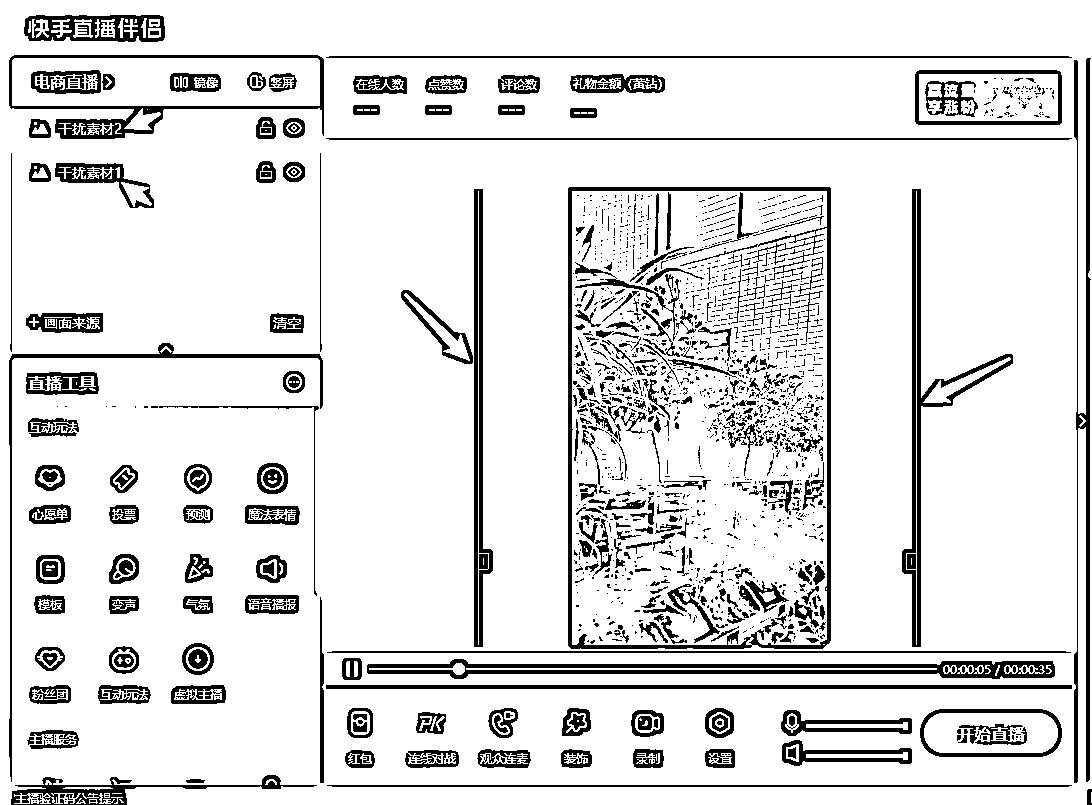 快手直播伴侣
电商直播 镜像 竖屏
干扰素材2
干扰素材1
+画面来源 清空
直播工具
互动玩法
心愿单 投票 预测 魔法表情
模板 变声 气氛 语音播报
粉丝团 互动玩法 虚拟主播
主播服务
主播验证码公告提示
在线人数 点赞数 评论数 礼物金额（黄钻）
00:00:05 / 00:00:35
红包 连线对战 观众连麦 装饰 录制 设置
PK
开始直播